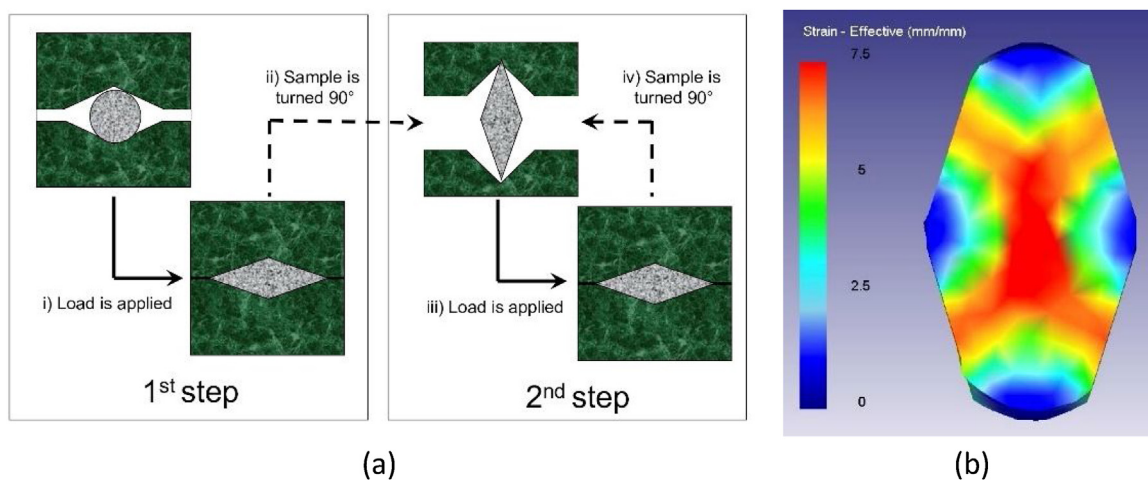 ii) Sample is
turned 90°
iv) Sample is
turned 90°
i) Load is applied
iii) Load is applied
1st step
2nd step
Strain - Effective (mm/mm)
7.5
5
2.5
0
(a)
(b)